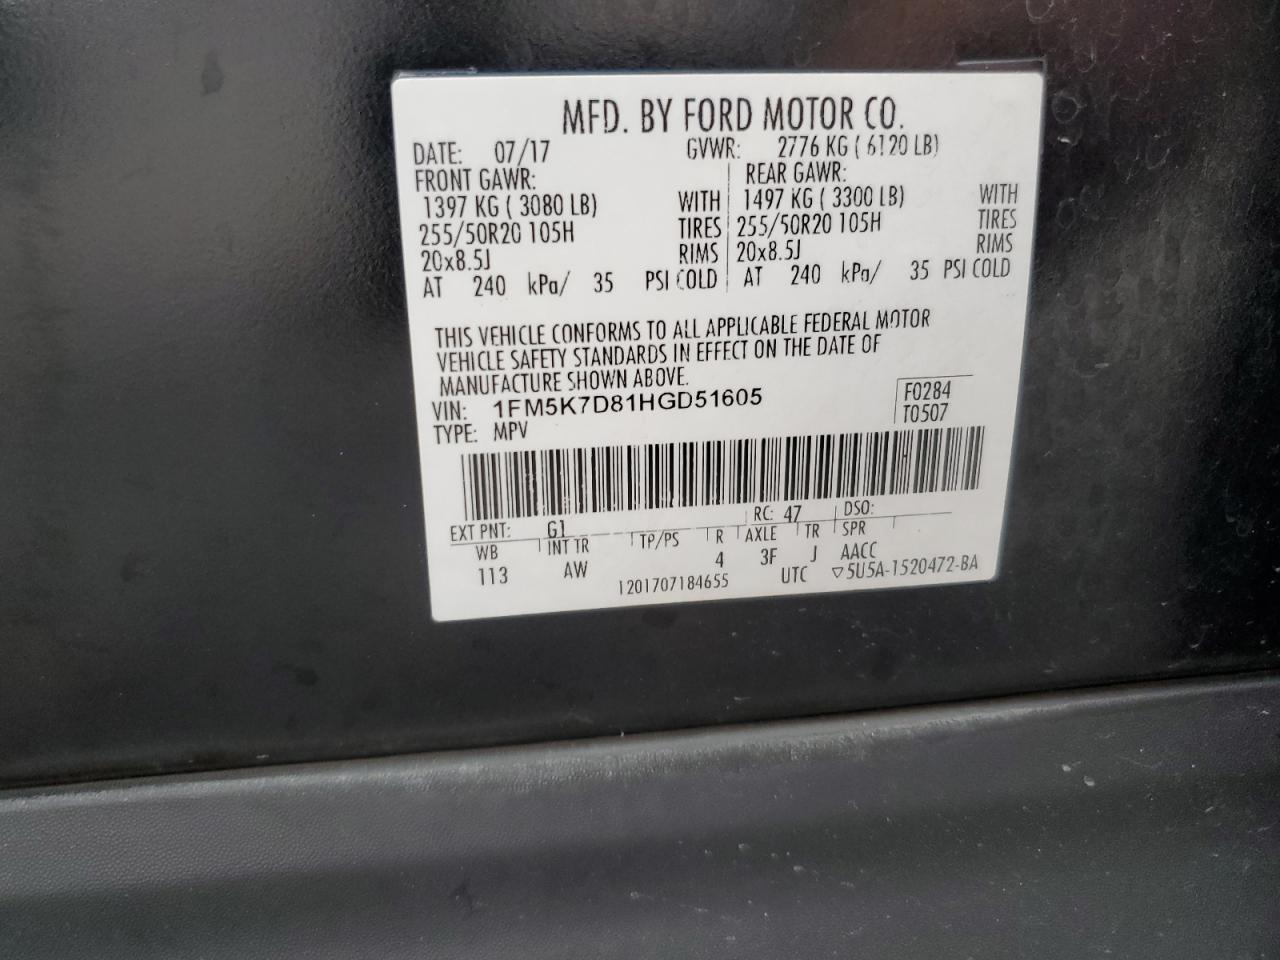 MFD. BY FORD MOTOR CO.
DATE: 07/17 GVWR: 2776 KG ( 6120 LB)
FRONT GAWR: REAR GAWR:
1397 KG ( 3080 LB) WITH 1497 KG ( 3300 LB) WITH
255/50R20 105H TIRES 255/50R20 105H TIRES
20x8.5J RIMS 20x8.5J RIMS
AT 240 kPa/ 35 PSI COLD AT 240 kPa/ 35 PSI COLD
THIS VEHICLE CONFORMS TO ALL APPLICABLE FEDERAL MOTOR
VEHICLE SAFETY STANDARDS IN EFFECT ON THE DATE OF
MANUFACTURE SHOWN ABOVE.
VIN: 1FM5K7D81HGD51605 F0284
TYPE: MPV T0507
EXT PNT: G1 RC: 47 DSO:
WB INT TR TP/PS R AXLE TR SPR
113 AW 4 3F J AACC
1201707184655 UTC ▽5U5A-1520472-BA